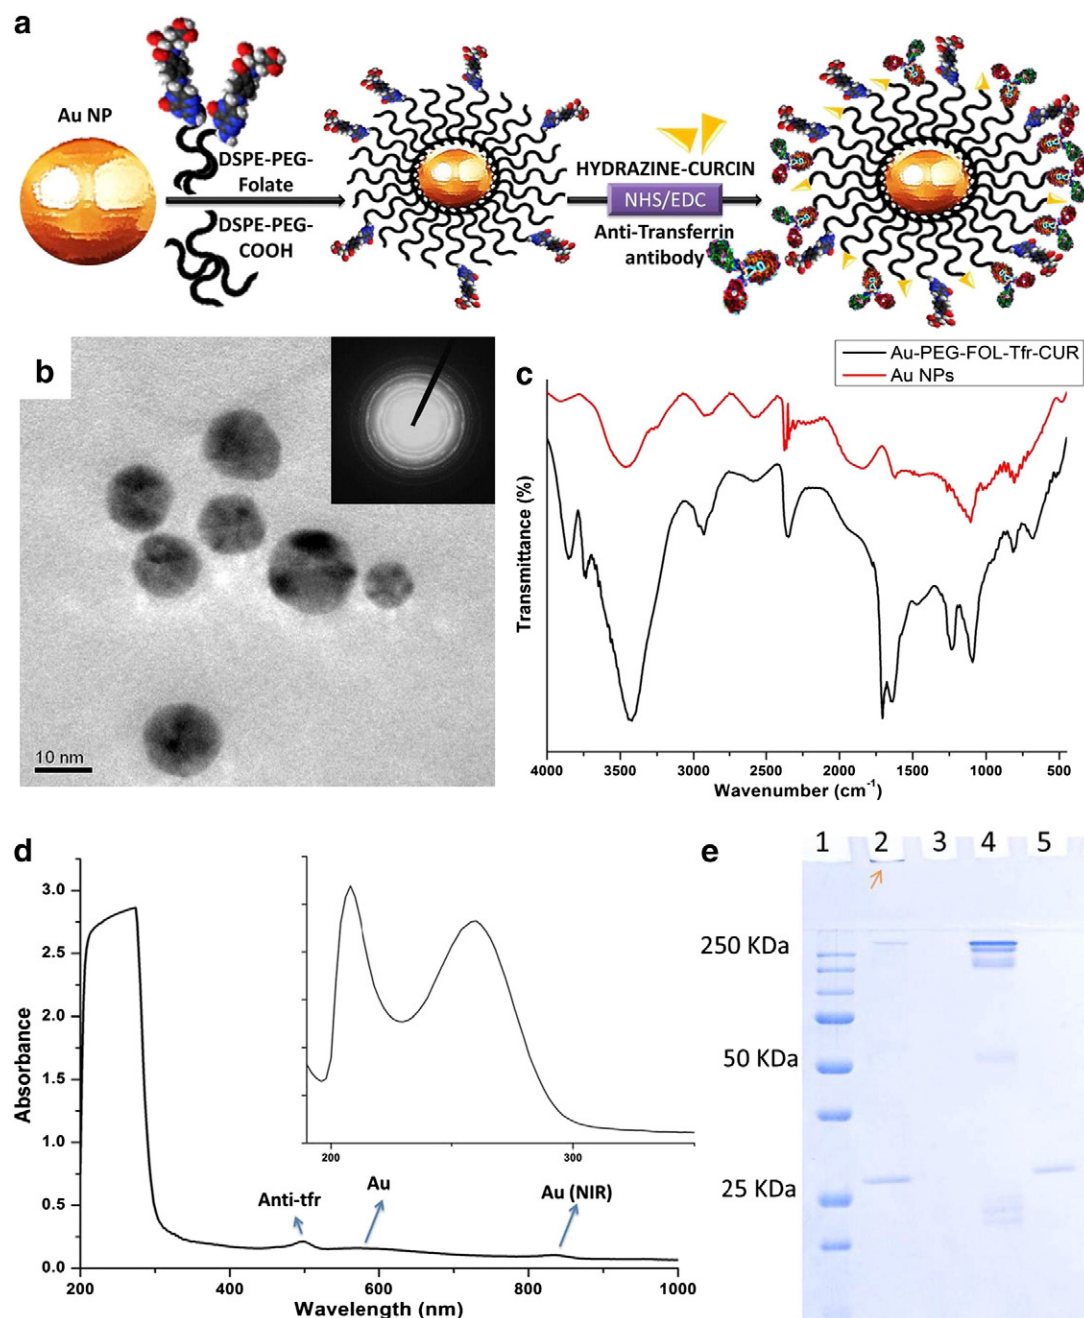 a
Au NP
DSPE-PEG-
Folate
DSPE-PEG-
COOH
HYDRAZINE-CURCIN
NHS/EDC
Anti-Transferrin
antibody
b
10 nm
c
Au-PEG-FOL-Tfr-CUR
Au NPs
Transmittance (%)
4000 3500 3000 2500 2000 1500 1000 500
Wavenumber (cm⁻¹)
d
Absorbance
3.0
2.5
2.0
1.5
1.0
0.5
0.0
200 300
Anti-tfr
Au
Au (NIR)
200 400 600 800 1000
Wavelength (nm)
e
1 2 3 4 5
250 KDa
50 KDa
25 KDa